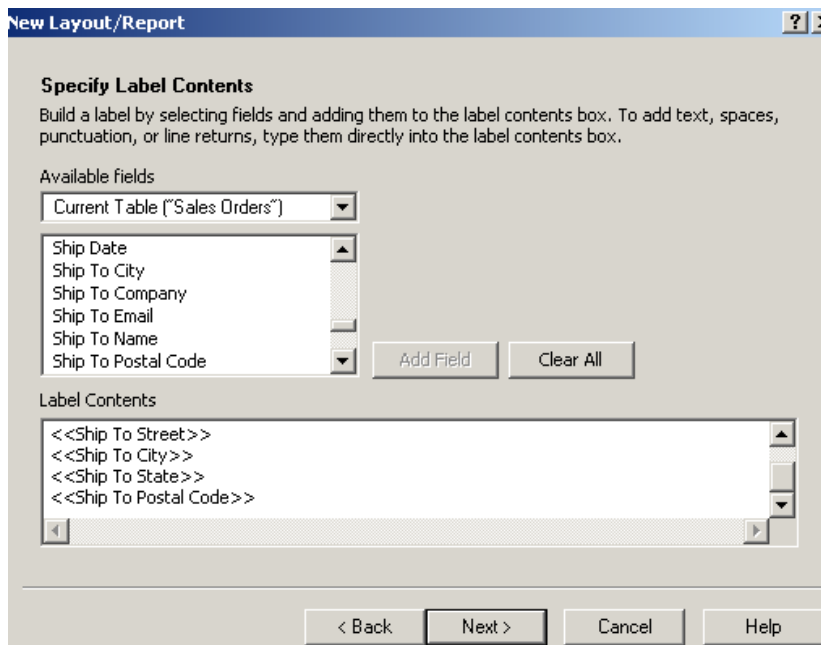 New Layout/Report
Specify Label Contents
Build a label by selecting fields and adding them to the label contents box. To add text, spaces,
punctuation, or line returns, type them directly into the label contents box.
Available fields
Current Table ("Sales Orders")
Ship Date
Ship To City
Ship To Company
Ship To Email
Ship To Name
Ship To Postal Code
Add Field
Clear All
Label Contents
<<Ship To Street>>
<<Ship To City>>
<<Ship To State>>
<<Ship To Postal Code>>
< Back
Next >
Cancel
Help